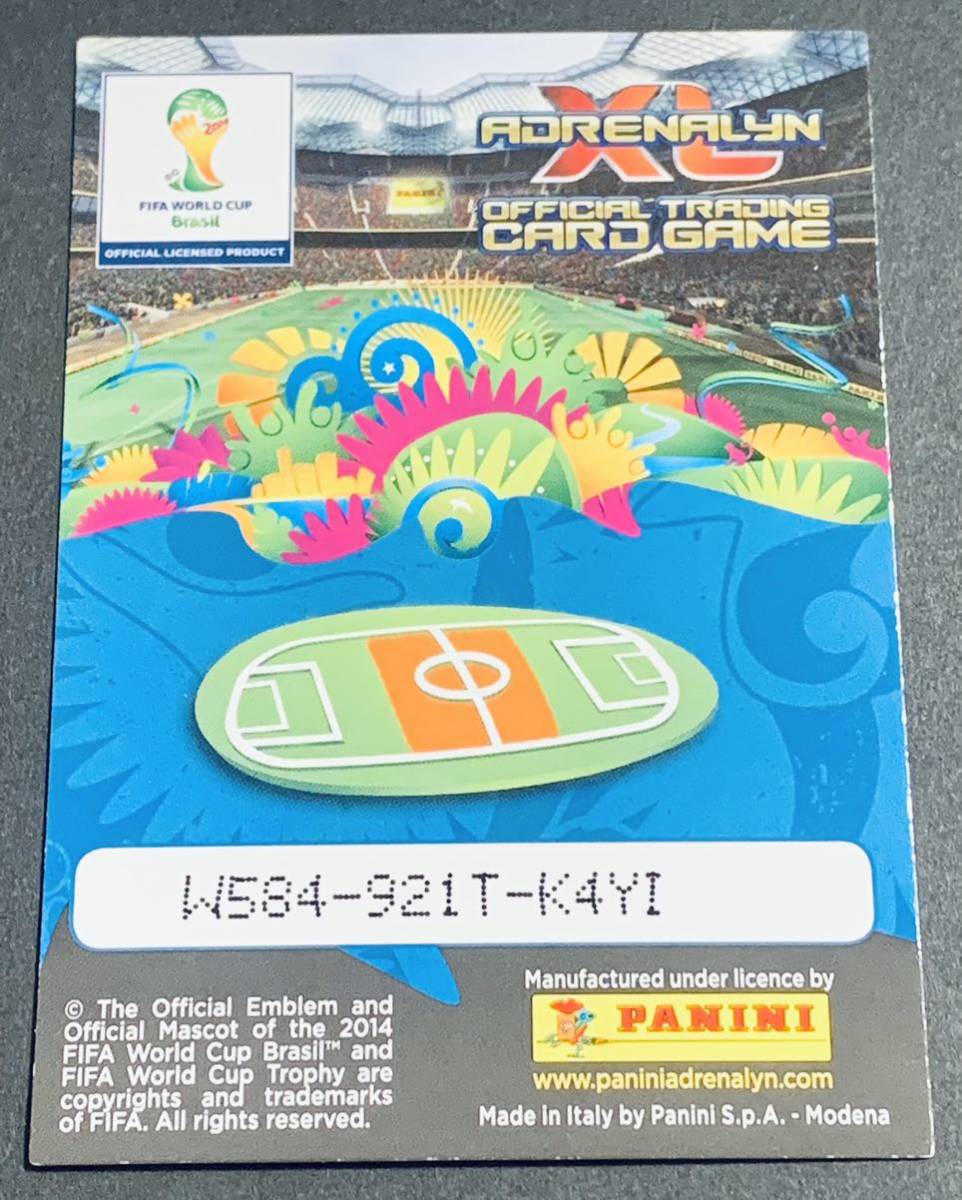 2014
FIFA WORLD CUP
Brasil
OFFICIAL LICENSED PRODUCT
ADRENALYN
XL
OFFICIAL TRADING
CARD GAME
PANINI
W584-921T-K4YI
© The Official Emblem and
Official Mascot of the 2014
FIFA World Cup Brasil™ and
FIFA World Cup Trophy are
copyrights and trademarks
of FIFA. All rights reserved.
Manufactured under licence by
PANINI
www.paniniadrenalyn.com
Made in Italy by Panini S.p.A. - Modena